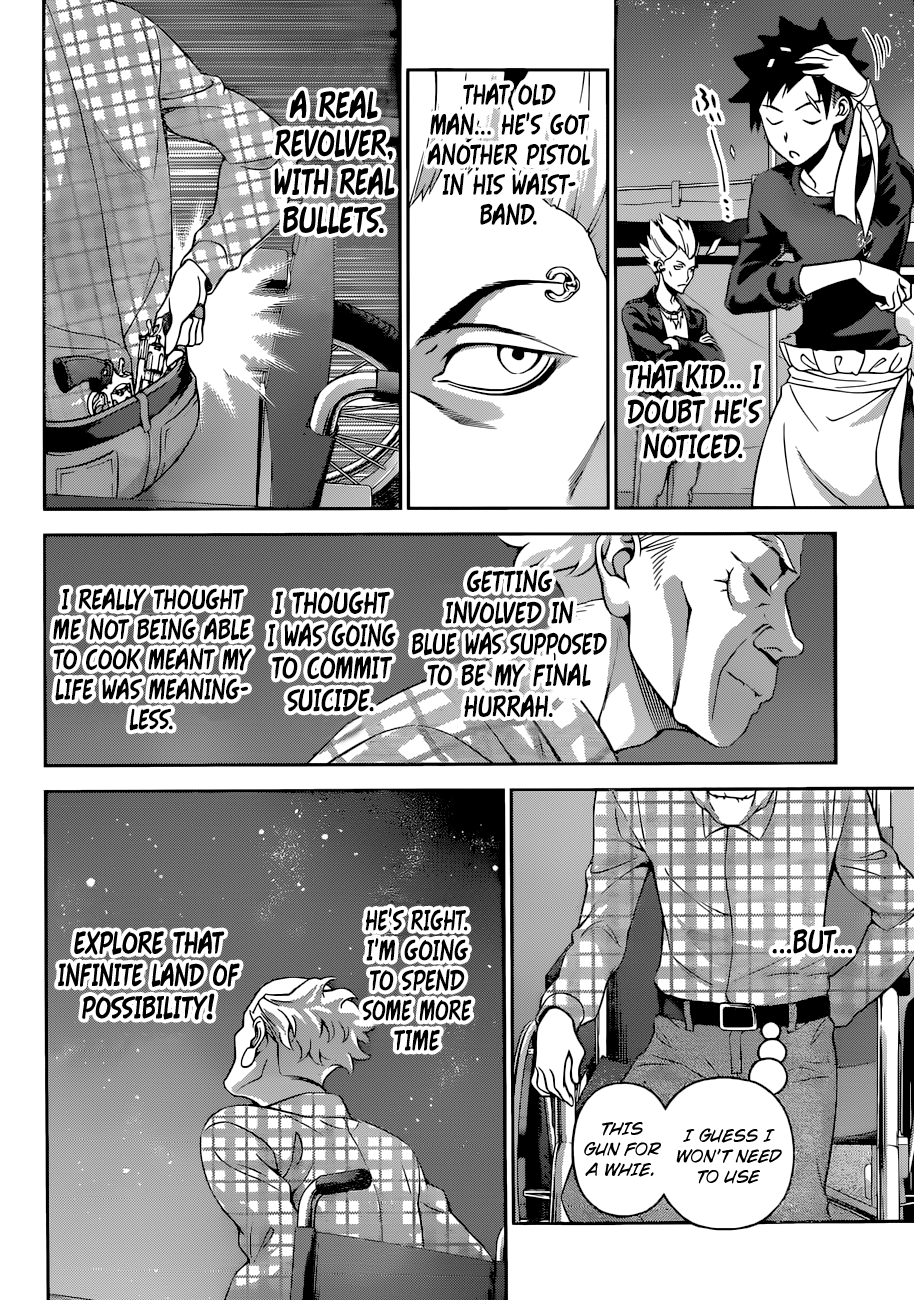 THAT KID... I
DOUBT HE'S
NOTICED.
THAT OLD
MAN... HE'S GOT
ANOTHER PISTOL
IN HIS WAIST-
BAND.
A REAL
REVOLVER,
WITH REAL
BULLETS.
GETTING
INVOLVED IN
BLUE WAS SUPPOSED
TO BE MY FINAL
HURRAH.
I THOUGHT
I WAS GOING
TO COMMIT
SUICIDE.
I REALLY THOUGHT
ME NOT BEING ABLE
TO COOK MEANT MY
LIFE WAS MEANING-
LESS.
...BUT...
I GUESS I
WON'T NEED
TO USE
THIS
GUN FOR
A WHIE.
HE'S RIGHT.
I'M GOING
TO SPEND
SOME MORE
TIME
EXPLORE THAT
INFINITE LAND OF
POSSIBILITY!